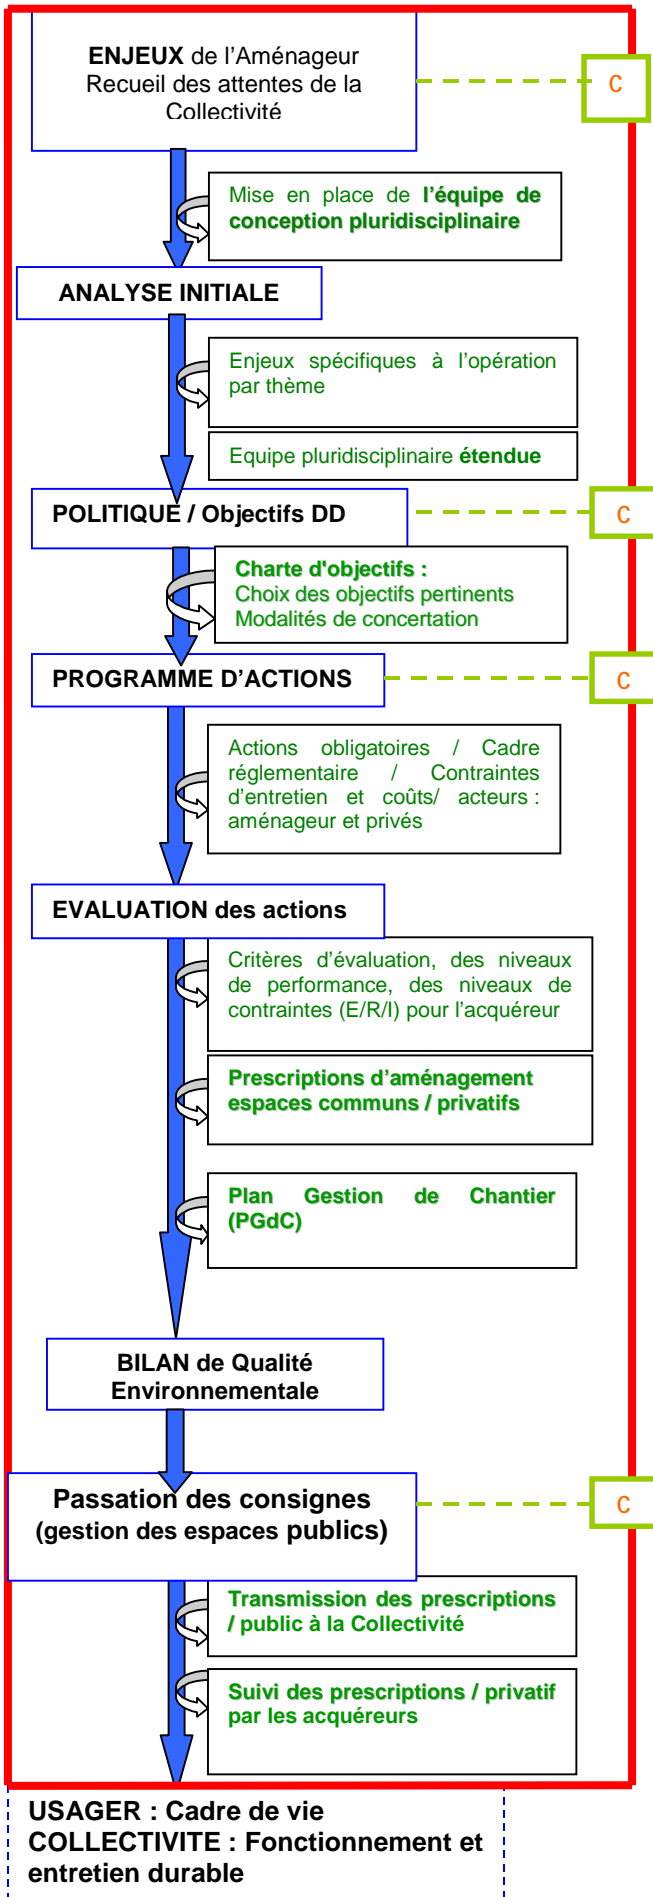 ENJEUX de l'Aménageur
Recueil des attentes de la
Collectivité
C
Mise en place de l'équipe de
conception pluridisciplinaire
ANALYSE INITIALE
Enjeux spécifiques à l'opération
par thème
Equipe pluridisciplinaire étendue
POLITIQUE / Objectifs DD
C
Charte d'objectifs :
Choix des objectifs pertinents
Modalités de concertation
PROGRAMME D'ACTIONS
C
Actions obligatoires / Cadre
réglementaire / Contraintes
d'entretien et coûts/ acteurs :
aménageur et privés
EVALUATION des actions
Critères d'évaluation, des niveaux
de performance, des niveaux de
contraintes (E/R/I) pour l'acquéreur
Prescriptions d'aménagement
espaces communs / privatifs
Plan Gestion de Chantier
(PGdC)
BILAN de Qualité
Environnementale
Passation des consignes
(gestion des espaces publics)
C
Transmission des prescriptions
/ public à la Collectivité
Suivi des prescriptions / privatif
par les acquéreurs
USAGER : Cadre de vie
COLLECTIVITE : Fonctionnement et
entretien durable